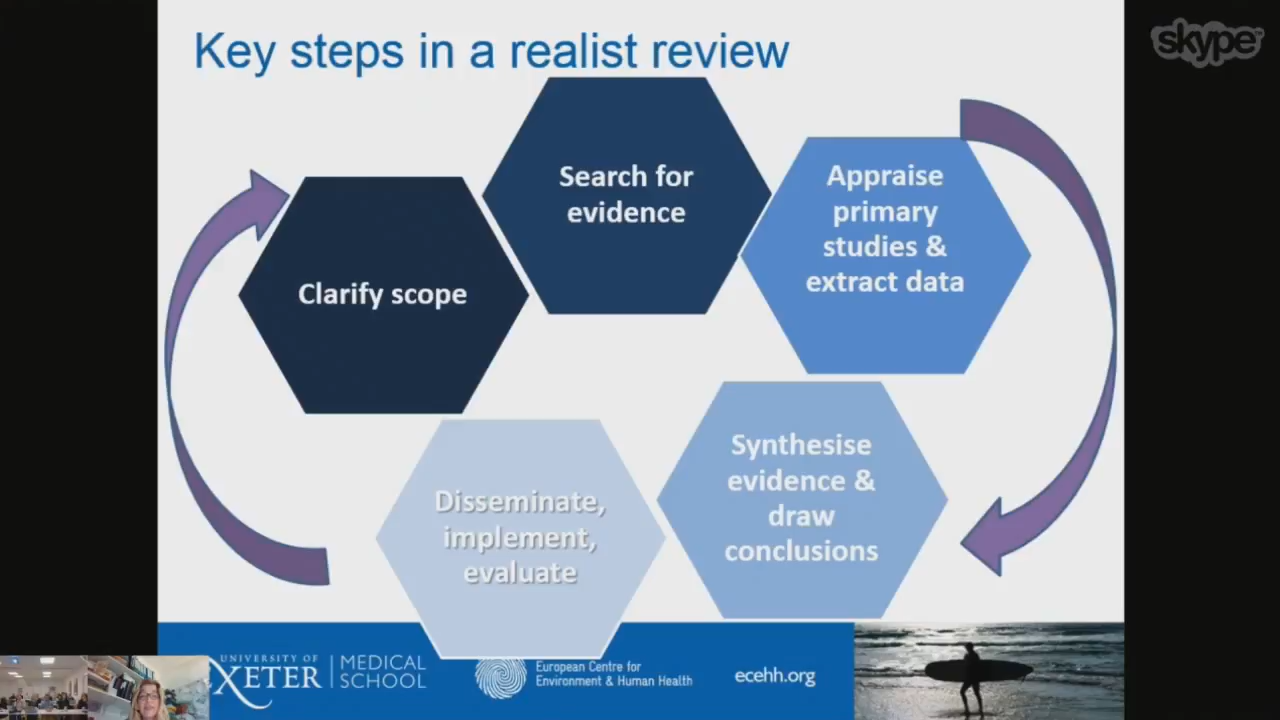 Key steps in a realist review
skype
Search for
evidence
Appraise
primary
studies &
extract data
Clarify scope
Synthesise
evidence &
draw
conclusions
Disseminate,
implement,
evaluate
UNIVERSITY OF
EXETER
MEDICAL
SCHOOL
European Centre for
Environment & Human Health
ecehh.org